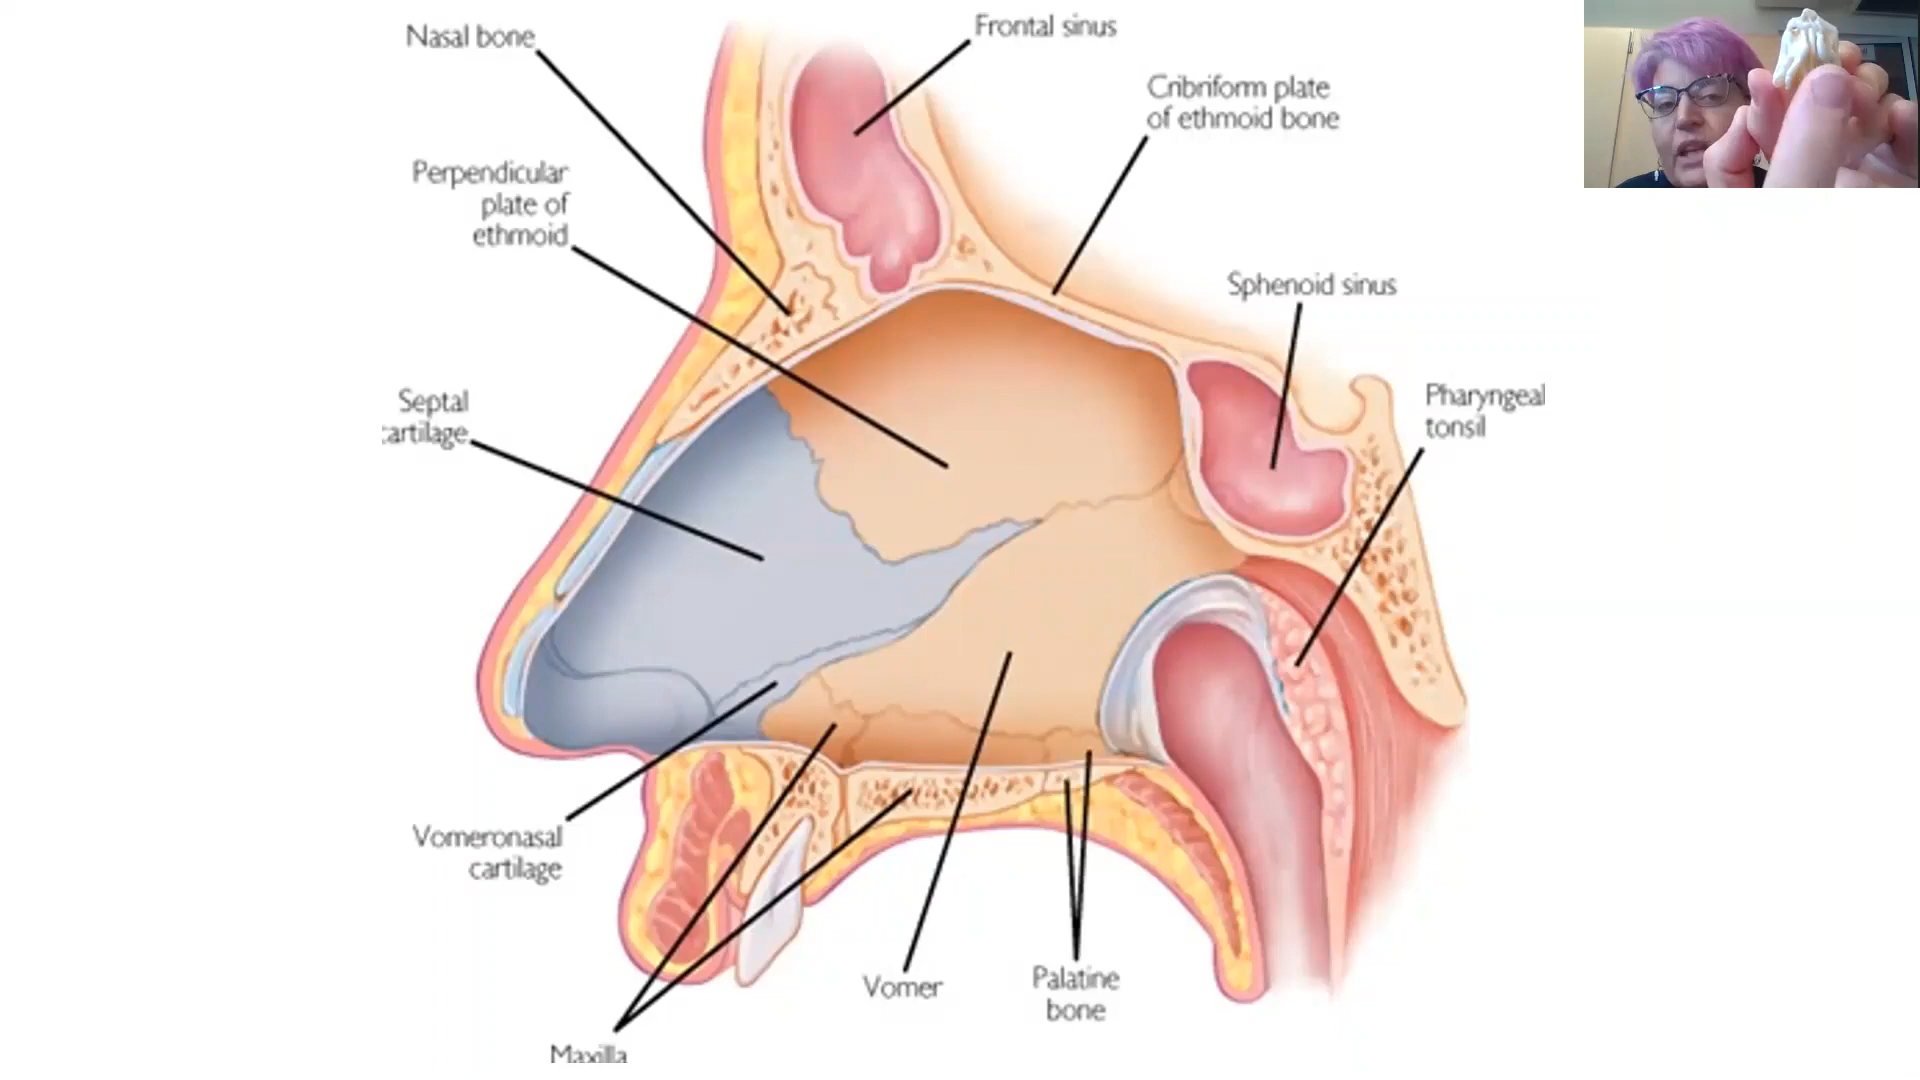 Nasal bone
Frontal sinus
Cribriform plate
of ethmoid bone
Perpendicular
plate of
ethmoid
Sphenoid sinus
Pharyngeal
tonsil
Septal
cartilage
Vomeronasal
cartilage
Vomer
Palatine
bone
Maxilla